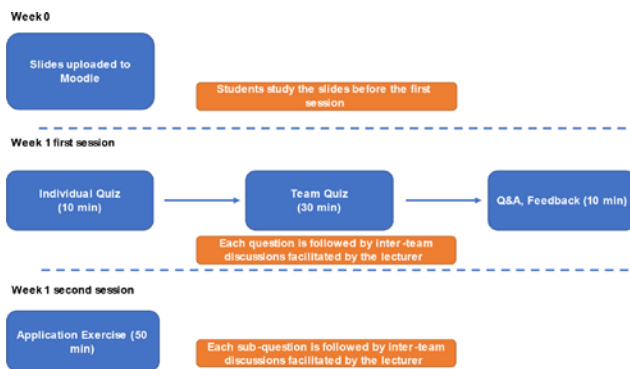 Week 0
Slides uploaded to
Moodle
Students study the slides before the first
session
Week 1 first session
Individual Quiz
(10 min)
Team Quiz
(30 min)
Q&A, Feedback (10 min)
Each question is followed by inter-team
discussions facilitated by the lecturer
Week 1 second session
Application Exercise (50
min)
Each sub-question is followed by inter-team
discussions facilitated by the lecturer